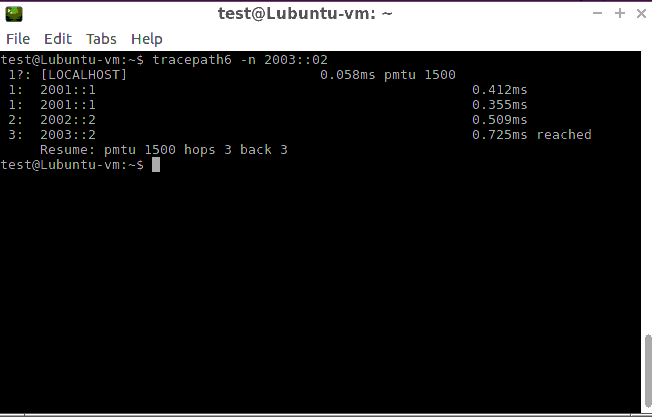 test@Lubuntu-vm: ~
File Edit Tabs Help
test@Lubuntu-vm:~$ tracepath6 -n 2003::02
1?: [LOCALHOST] 0.058ms pmtu 1500
1: 2001::1 0.412ms
1: 2001::1 0.355ms
2: 2002::2 0.509ms
3: 2003::2 0.725ms reached
Resume: pmtu 1500 hops 3 back 3
test@Lubuntu-vm:~$